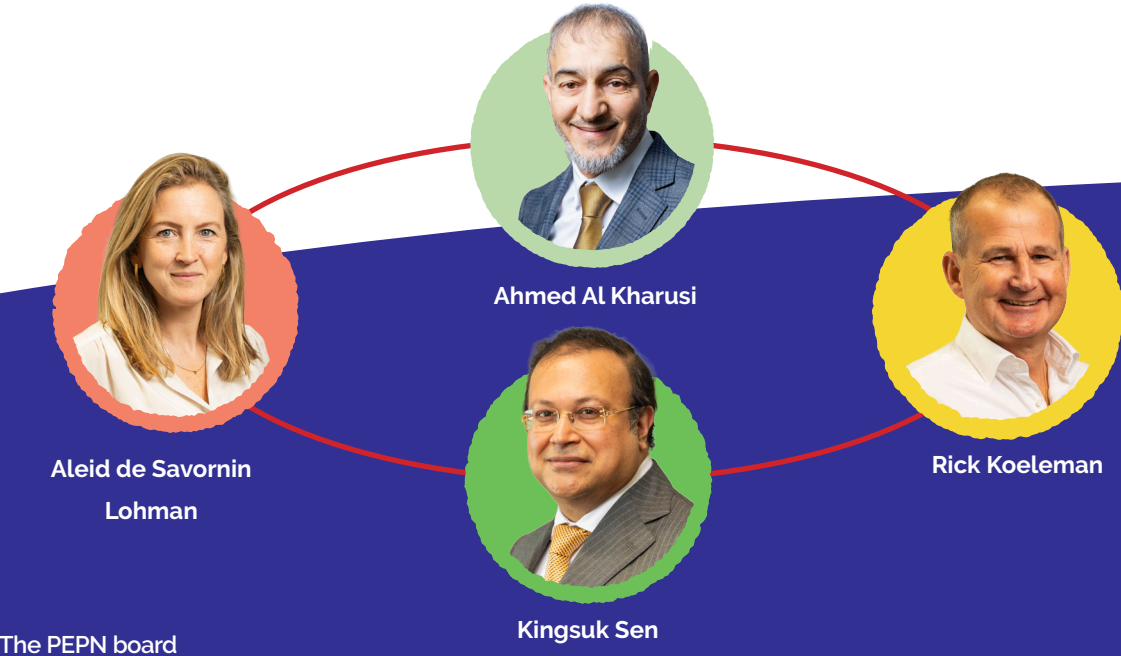 Ahmed Al Kharusi
Aleid de Savornin
Lohman
Rick Koeleman
Kingsuk Sen
The PEPN board